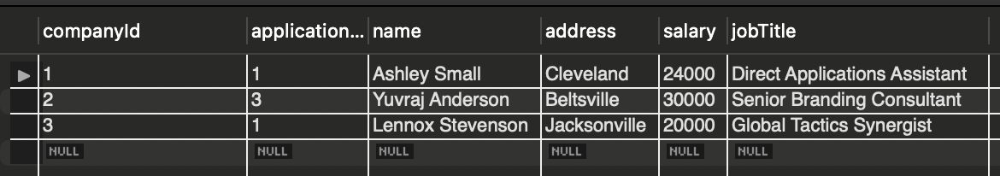 companyId application... name address salary jobTitle
1 1 Ashley Small Cleveland 24000 Direct Applications Assistant
2 3 Yuvraj Anderson Beltsville 30000 Senior Branding Consultant
3 1 Lennox Stevenson Jacksonville 20000 Global Tactics Synergist
NULL NULL NULL NULL NULL NULL